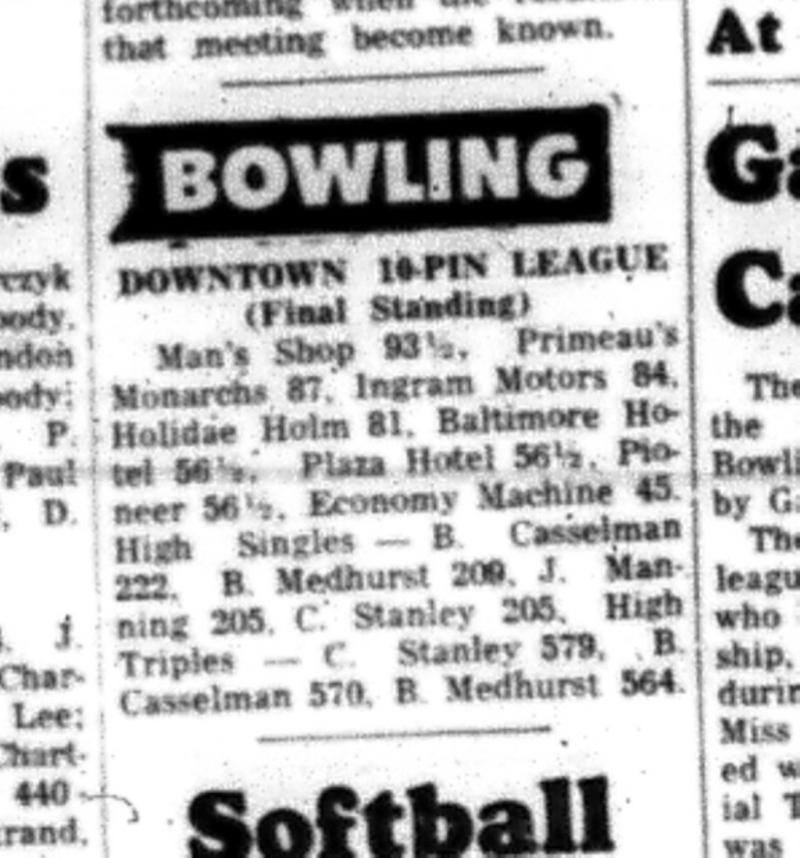 that meeting become known.
BOWLING
DOWNTOWN 10-PIN LEAGUE
(Final Standing)
Man's Shop 93½, Primeau's
Monarchs 87, Ingram Motors 84,
Holidae Holm 81, Baltimore Ho-
tel 56½, Plaza Hotel 56½, Pio-
neer 56½, Economy Machine 45.
High Singles — B. Casselman
222, B. Medhurst 209, J. Man-
ning 205, C. Stanley 205, High
Triples — C. Stanley 579, B.
Casselman 570, B. Medhurst 564.
Softball
s
body.
ndon
P.
Paul
D.
J.
Char-
Lee;
Chart-
440
rand,
At
Ga
Ca
The
the
Bowli
by Ga
The
leagu
who
ship,
durin
Miss
ed w
ial T
was